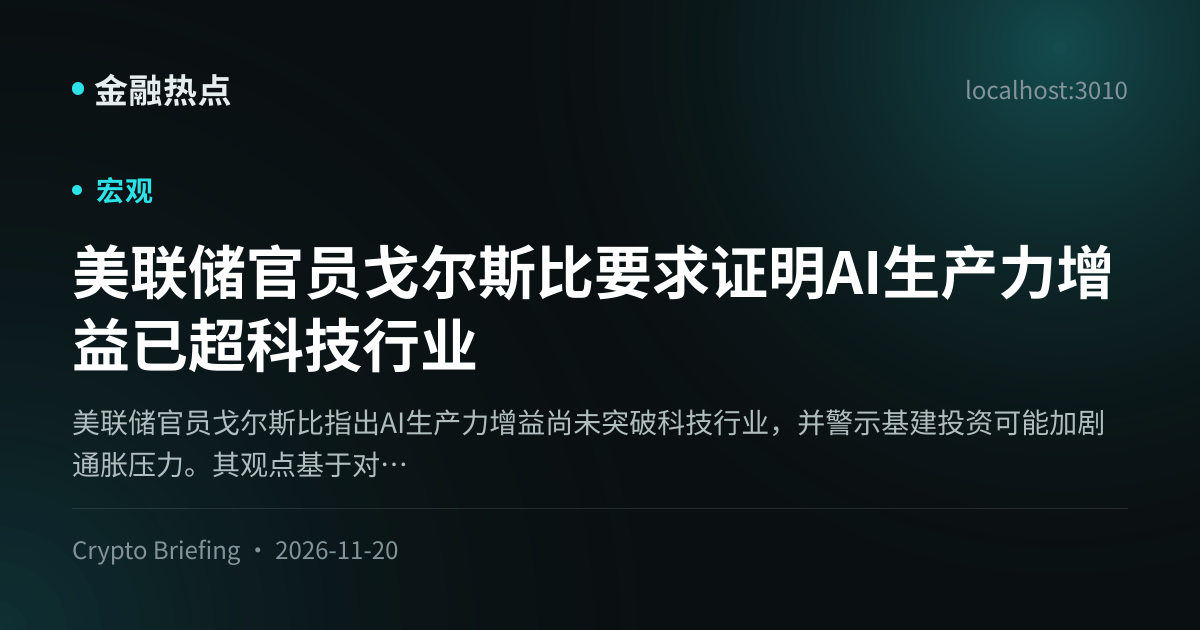 金融热点
localhost:3010
宏观
美联储官员戈尔斯比要求证明AI生产力增
益已超科技行业
美联储官员戈尔斯比指出AI生产力增益尚未突破科技行业，并警示基建投资可能加剧
通胀压力。其观点基于对…
Crypto Briefing · 2026-11-20